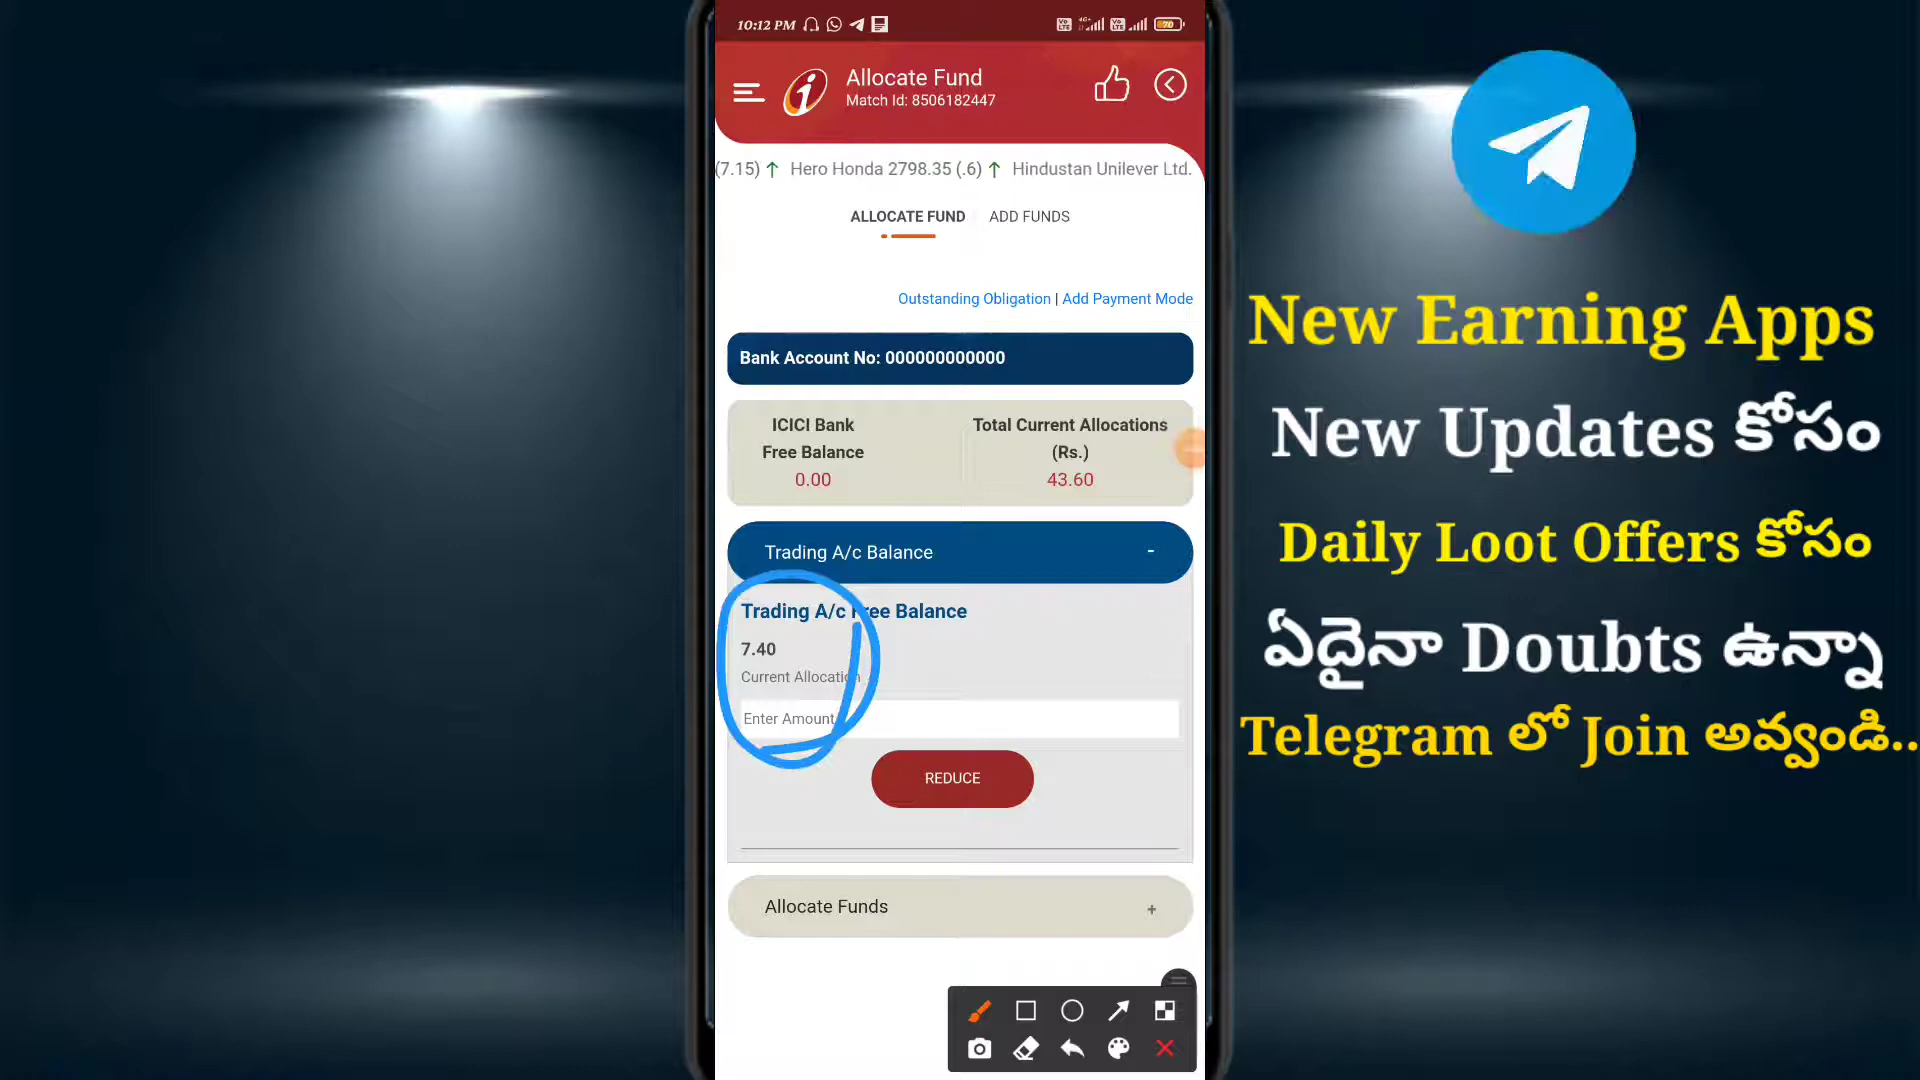 10:12 PM
70
Allocate Fund
Match Id: 8506182447
(7.15) ↑ Hero Honda 2798.35 (.6) ↑ Hindustan Unilever Ltd.
ALLOCATE FUND ADD FUNDS
Outstanding Obligation | Add Payment Mode
Bank Account No: 000000000000
ICICI Bank
Free Balance
0.00
Total Current Allocations
(Rs.)
43.60
Trading A/c Balance -
Trading A/c Free Balance
7.40
Current Allocation
Enter Amount
REDUCE
Allocate Funds +
New Earning Apps
New Updates కోసం
Daily Loot Offers కోసం
ఏదైనా Doubts ఉన్నా
Telegram లో Join అవ్వండి..